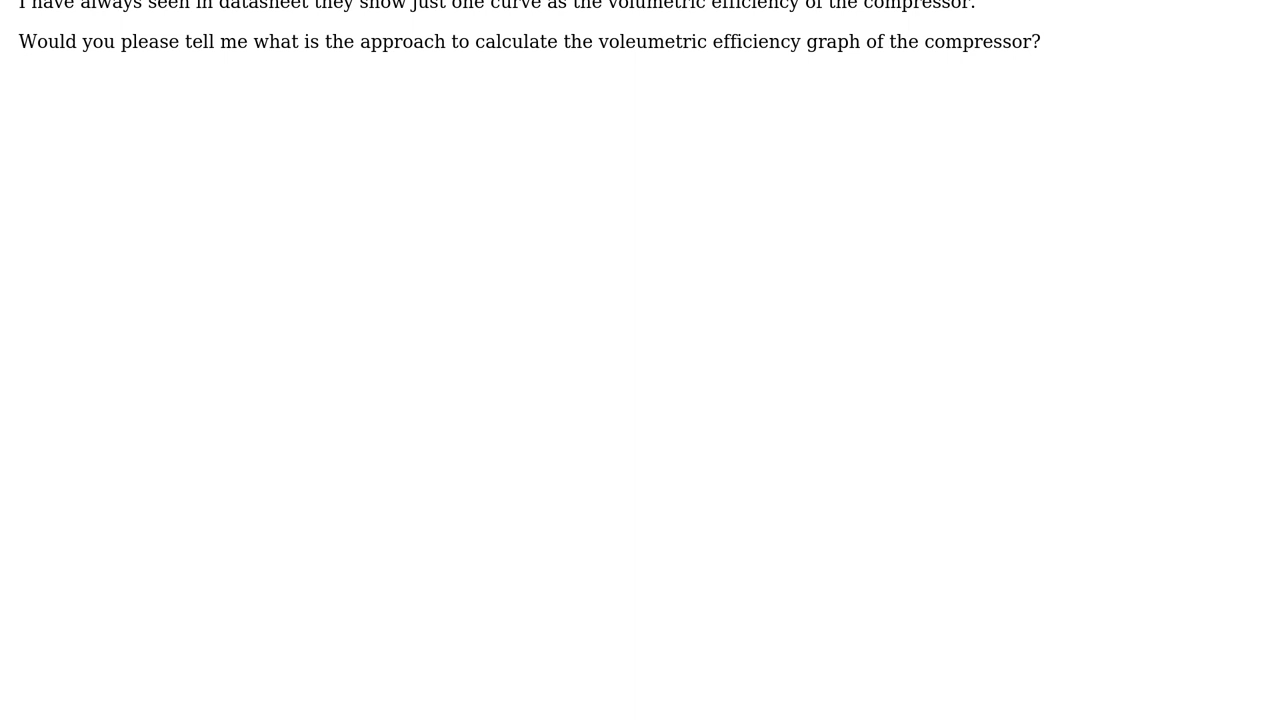 I have always seen in datasheet they show just one curve as the volumetric efficiency of the compressor.
Would you please tell me what is the approach to calculate the voleumetric efficiency graph of the compressor?